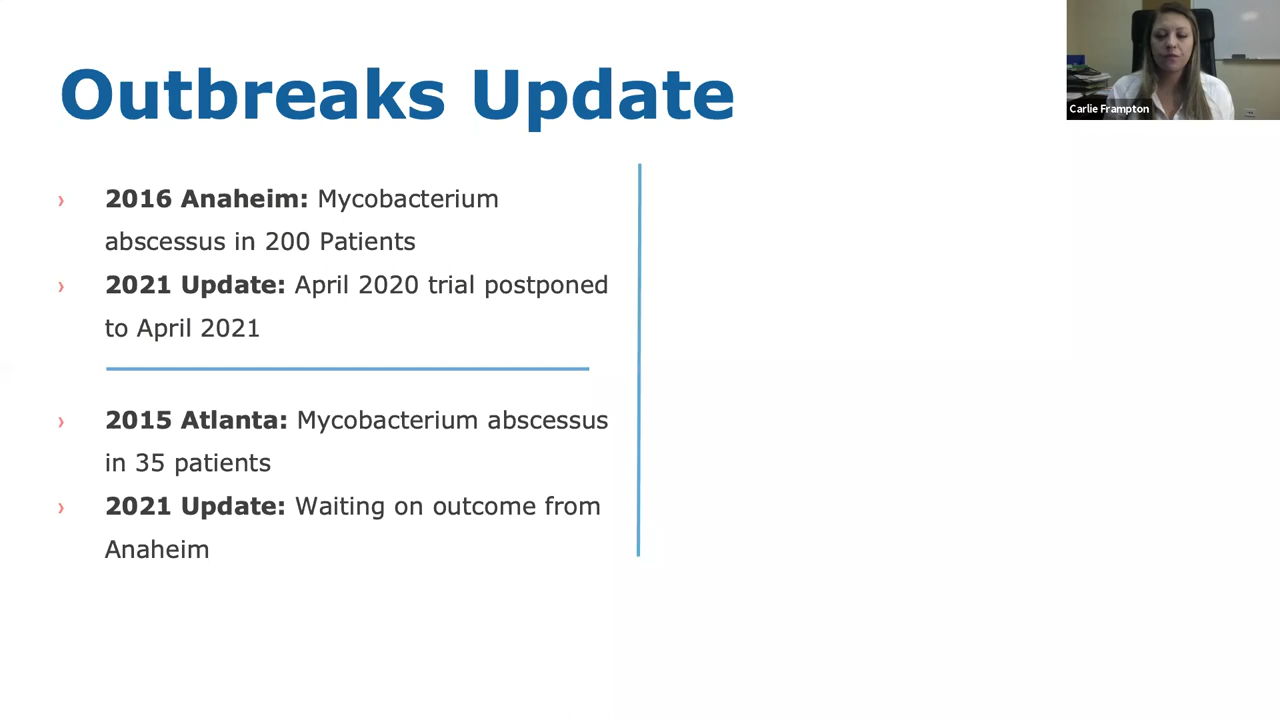 Outbreaks Update
2016 Anaheim: Mycobacterium
abscessus in 200 Patients
2021 Update: April 2020 trial postponed
to April 2021
2015 Atlanta: Mycobacterium abscessus
in 35 patients
2021 Update: Waiting on outcome from
Anaheim
Carlie Frampton